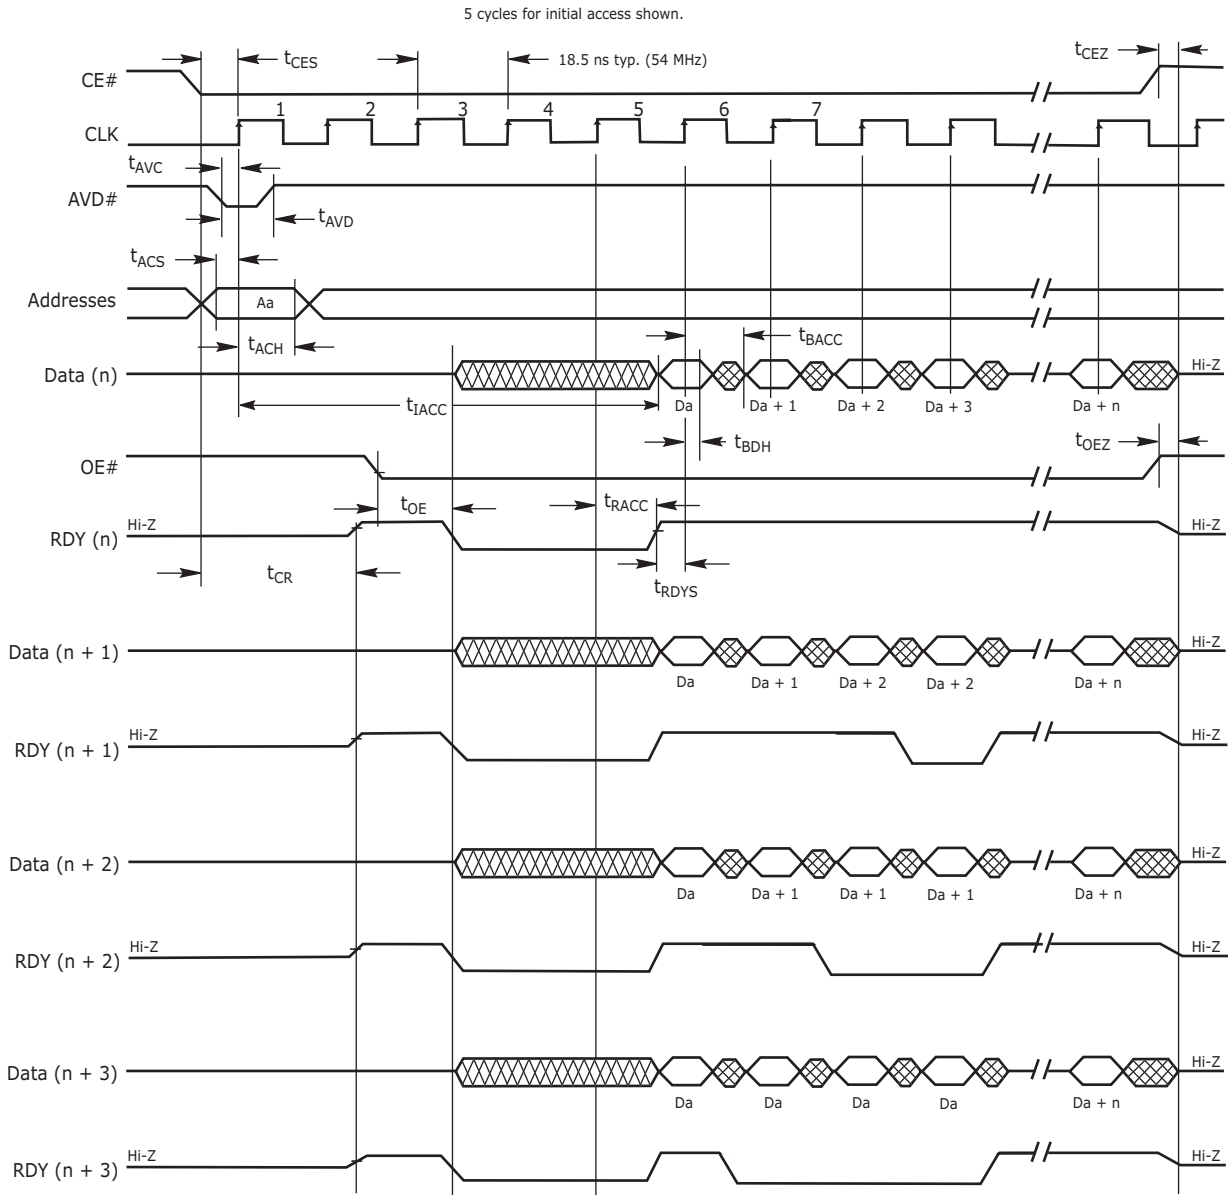 5 cycles for initial access shown.
tCES
18.5 ns typ. (54 MHz)
tCEZ
CE#
1 2 3 4 5 6 7
CLK
tAVC
AVD#
tAVD
tACS
Addresses
Aa
tACH
tBACC
Data (n)
Hi-Z
tIACC
Da Da + 1 Da + 2 Da + 3 Da + n
tBDH
tOEZ
OE#
tOE
tRACC
Hi-Z
RDY (n)
Hi-Z
tCR
tRDYS
Data (n + 1)
Hi-Z
Da Da + 1 Da + 2 Da + 2 Da + n
Hi-Z
RDY (n + 1)
Hi-Z
Data (n + 2)
Hi-Z
Da Da + 1 Da + 1 Da + 1 Da + n
Hi-Z
RDY (n + 2)
Hi-Z
Data (n + 3)
Hi-Z
Da Da Da Da Da + n
Hi-Z
RDY (n + 3)
Hi-Z